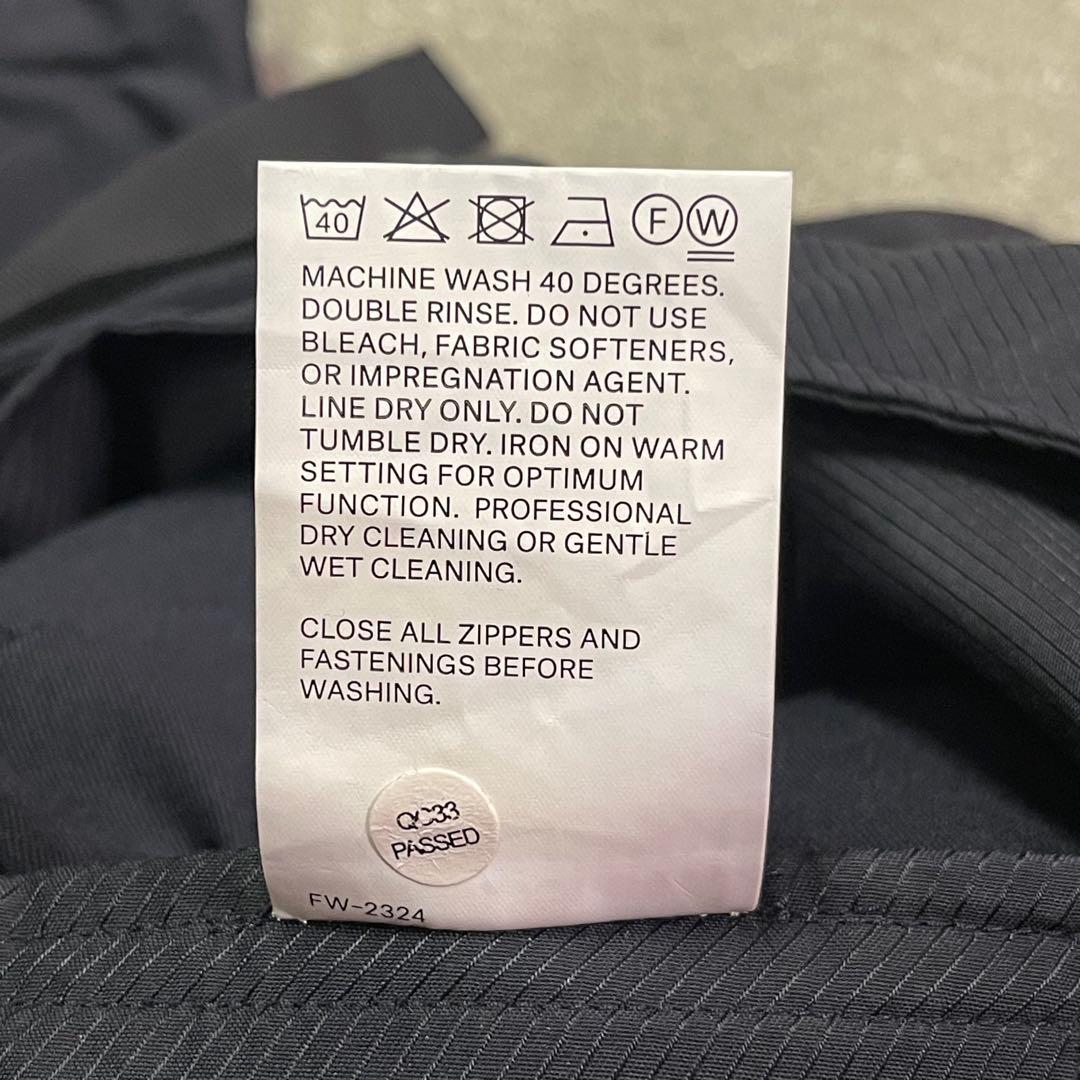 40 F W
MACHINE WASH 40 DEGREES.
DOUBLE RINSE. DO NOT USE
BLEACH, FABRIC SOFTENERS,
OR IMPREGNATION AGENT.
LINE DRY ONLY. DO NOT
TUMBLE DRY. IRON ON WARM
SETTING FOR OPTIMUM
FUNCTION. PROFESSIONAL
DRY CLEANING OR GENTLE
WET CLEANING.
CLOSE ALL ZIPPERS AND
FASTENINGS BEFORE
WASHING.
QC33
PASSED
FW-2324